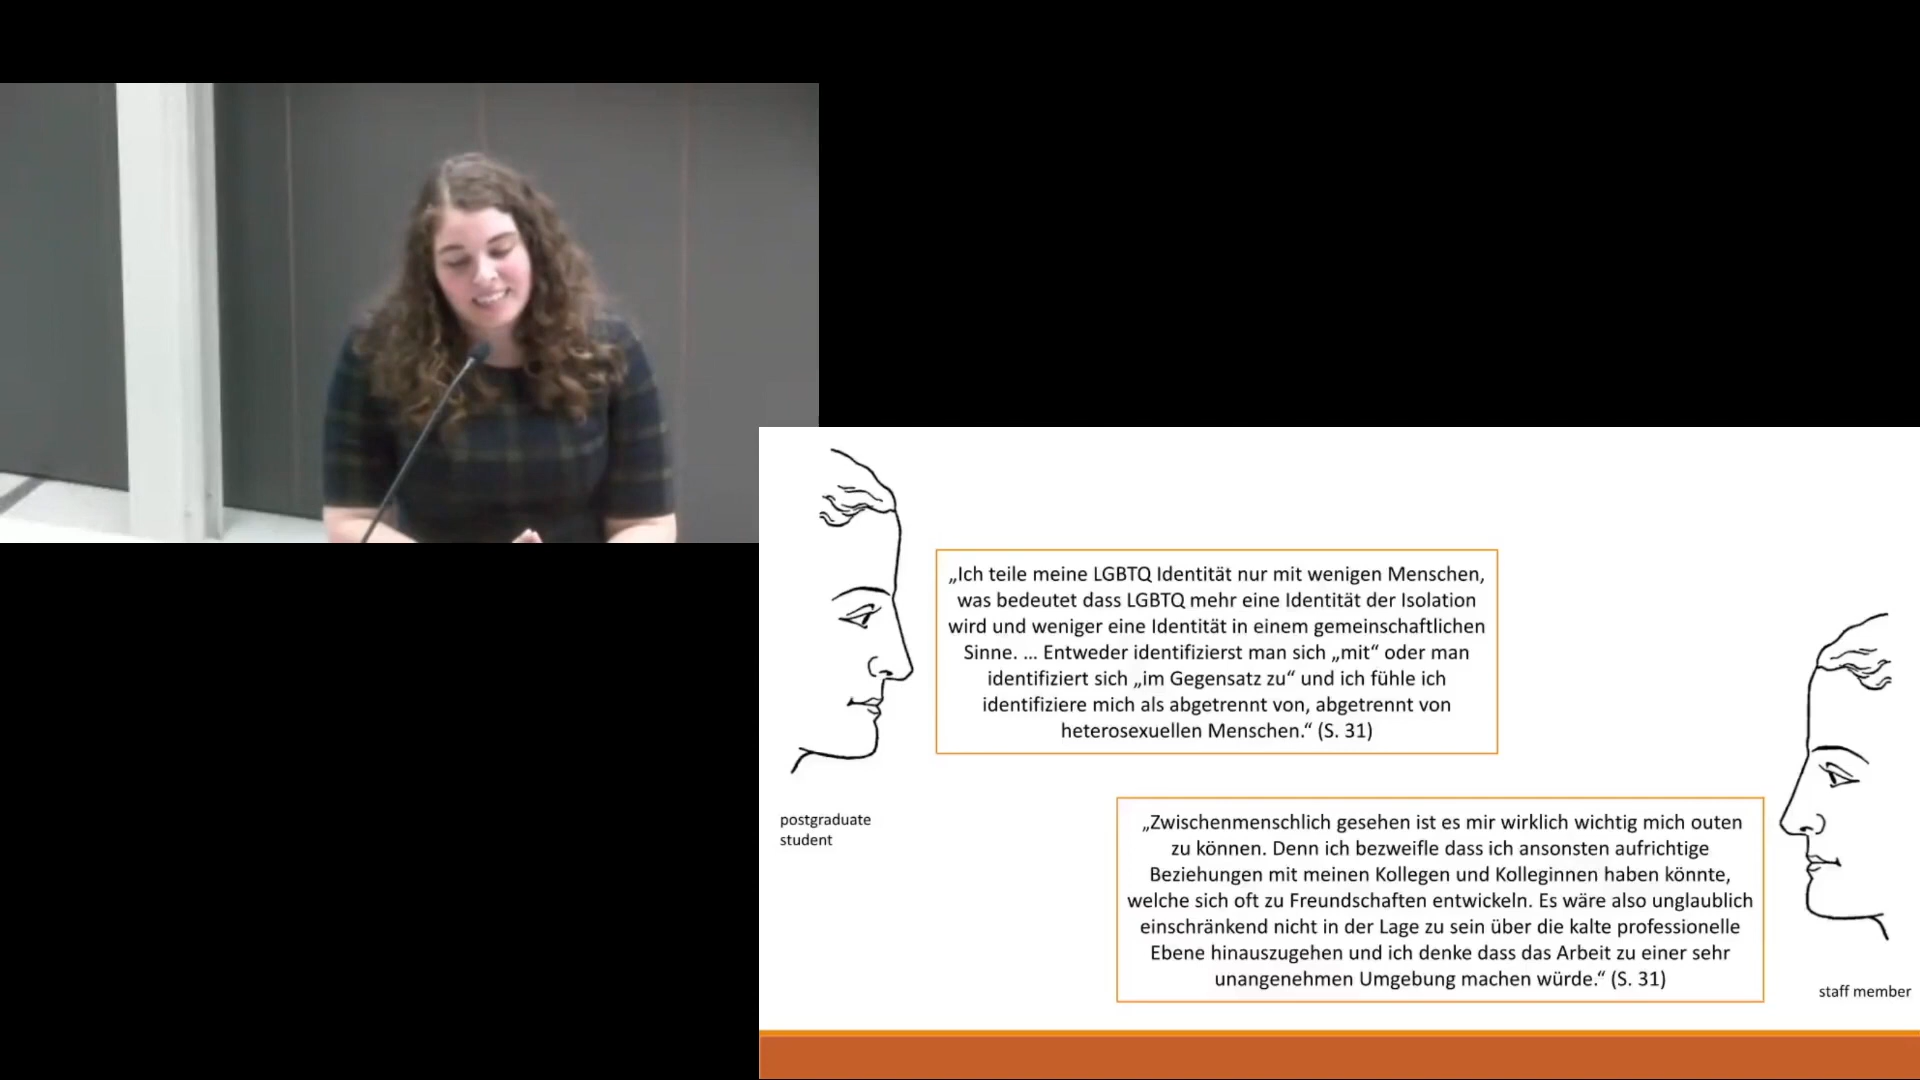 „Ich teile meine LGBTQ Identität nur mit wenigen Menschen,
was bedeutet dass LGBTQ mehr eine Identität der Isolation
wird und weniger eine Identität in einem gemeinschaftlichen
Sinne. ... Entweder identifizierst man sich „mit“ oder man
identifiziert sich „im Gegensatz zu“ und ich fühle ich
identifiziere mich als abgetrennt von, abgetrennt von
heterosexuellen Menschen.“ (S. 31)
postgraduate
student
„Zwischenmenschlich gesehen ist es mir wirklich wichtig mich outen
zu können. Denn ich bezweifle dass ich ansonsten aufrichtige
Beziehungen mit meinen Kollegen und Kolleginnen haben könnte,
welche sich oft zu Freundschaften entwickeln. Es wäre also unglaublich
einschränkend nicht in der Lage zu sein über die kalte professionelle
Ebene hinauszugehen und ich denke dass das Arbeit zu einer sehr
unangenehmen Umgebung machen würde.“ (S. 31)
staff member